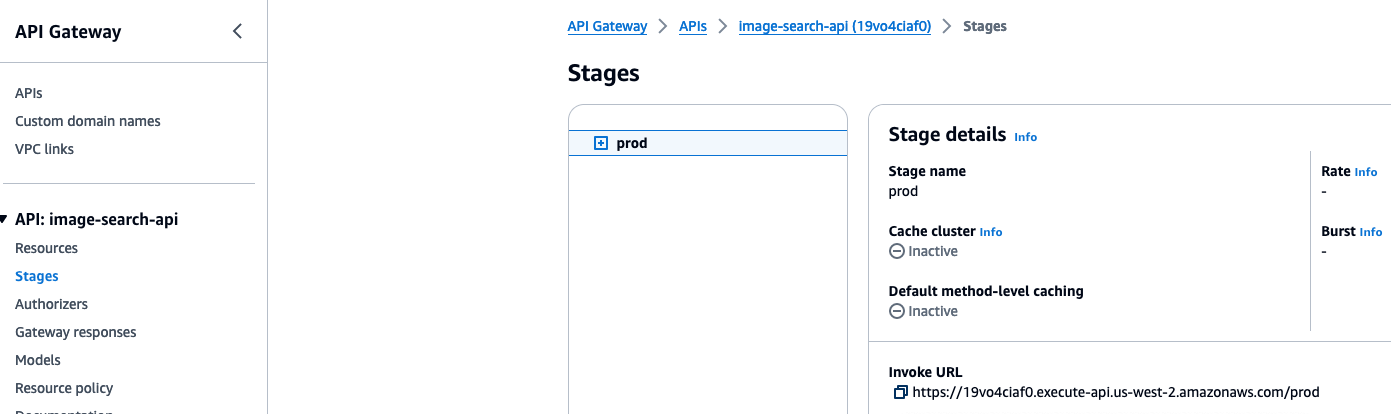 API Gateway
APIs
Custom domain names
VPC links
API: image-search-api
Resources
Stages
Authorizers
Gateway responses
Models
Resource policy
Documentation
API Gateway > APIs > image-search-api (19vo4ciaf0) > Stages
Stages
prod
Stage details Info
Stage name
prod
Cache cluster Info
Inactive
Default method-level caching
Inactive
Rate Info
-
Burst Info
-
Invoke URL
https://19vo4ciaf0.execute-api.us-west-2.amazonaws.com/prod